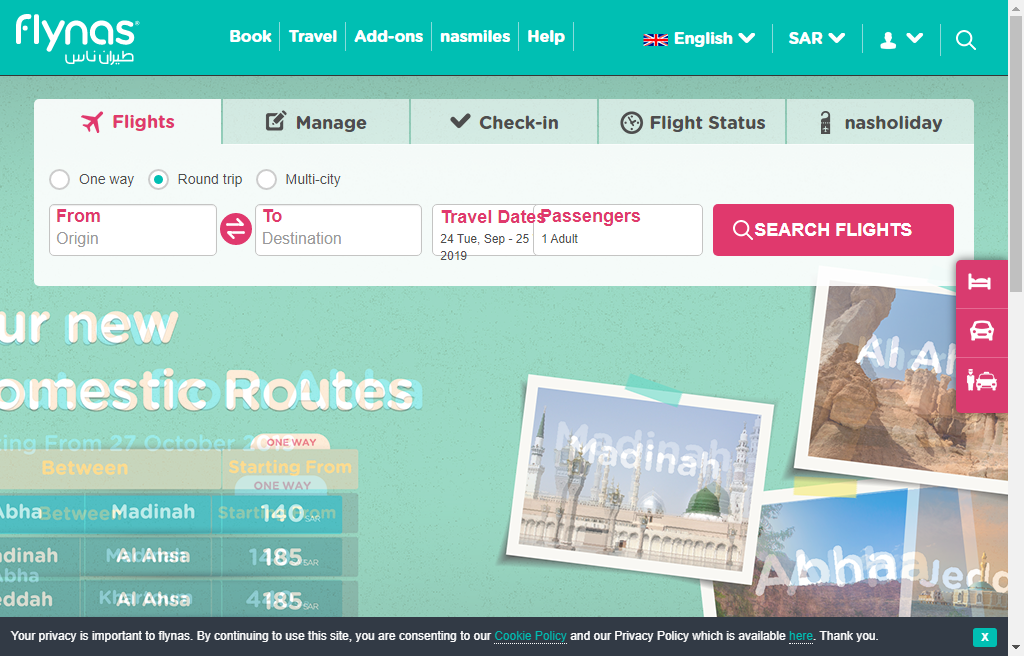 flynas
طيران ناس
Book
Travel
Add-ons
nasmiles
Help
English
SAR
Flights
Manage
Check-in
Flight Status
nasholiday
One way
Round trip
Multi-city
From
Origin
To
Destination
Travel Dates
24 Tue, Sep - 25
2019
Passengers
1 Adult
SEARCH FLIGHTS
ur new
omestic Routes
ing From 27 October
ONE WAY
Between
Starting From
ONE WAY
Abha
Madinah
140 SAR
adinah
Al Ahsa
185 SAR
eddah
Al Ahsa
185 SAR
Madinah
Abha
Jedd
Your privacy is important to flynas. By continuing to use this site, you are consenting to our Cookie Policy and our Privacy Policy which is available here. Thank you.
X